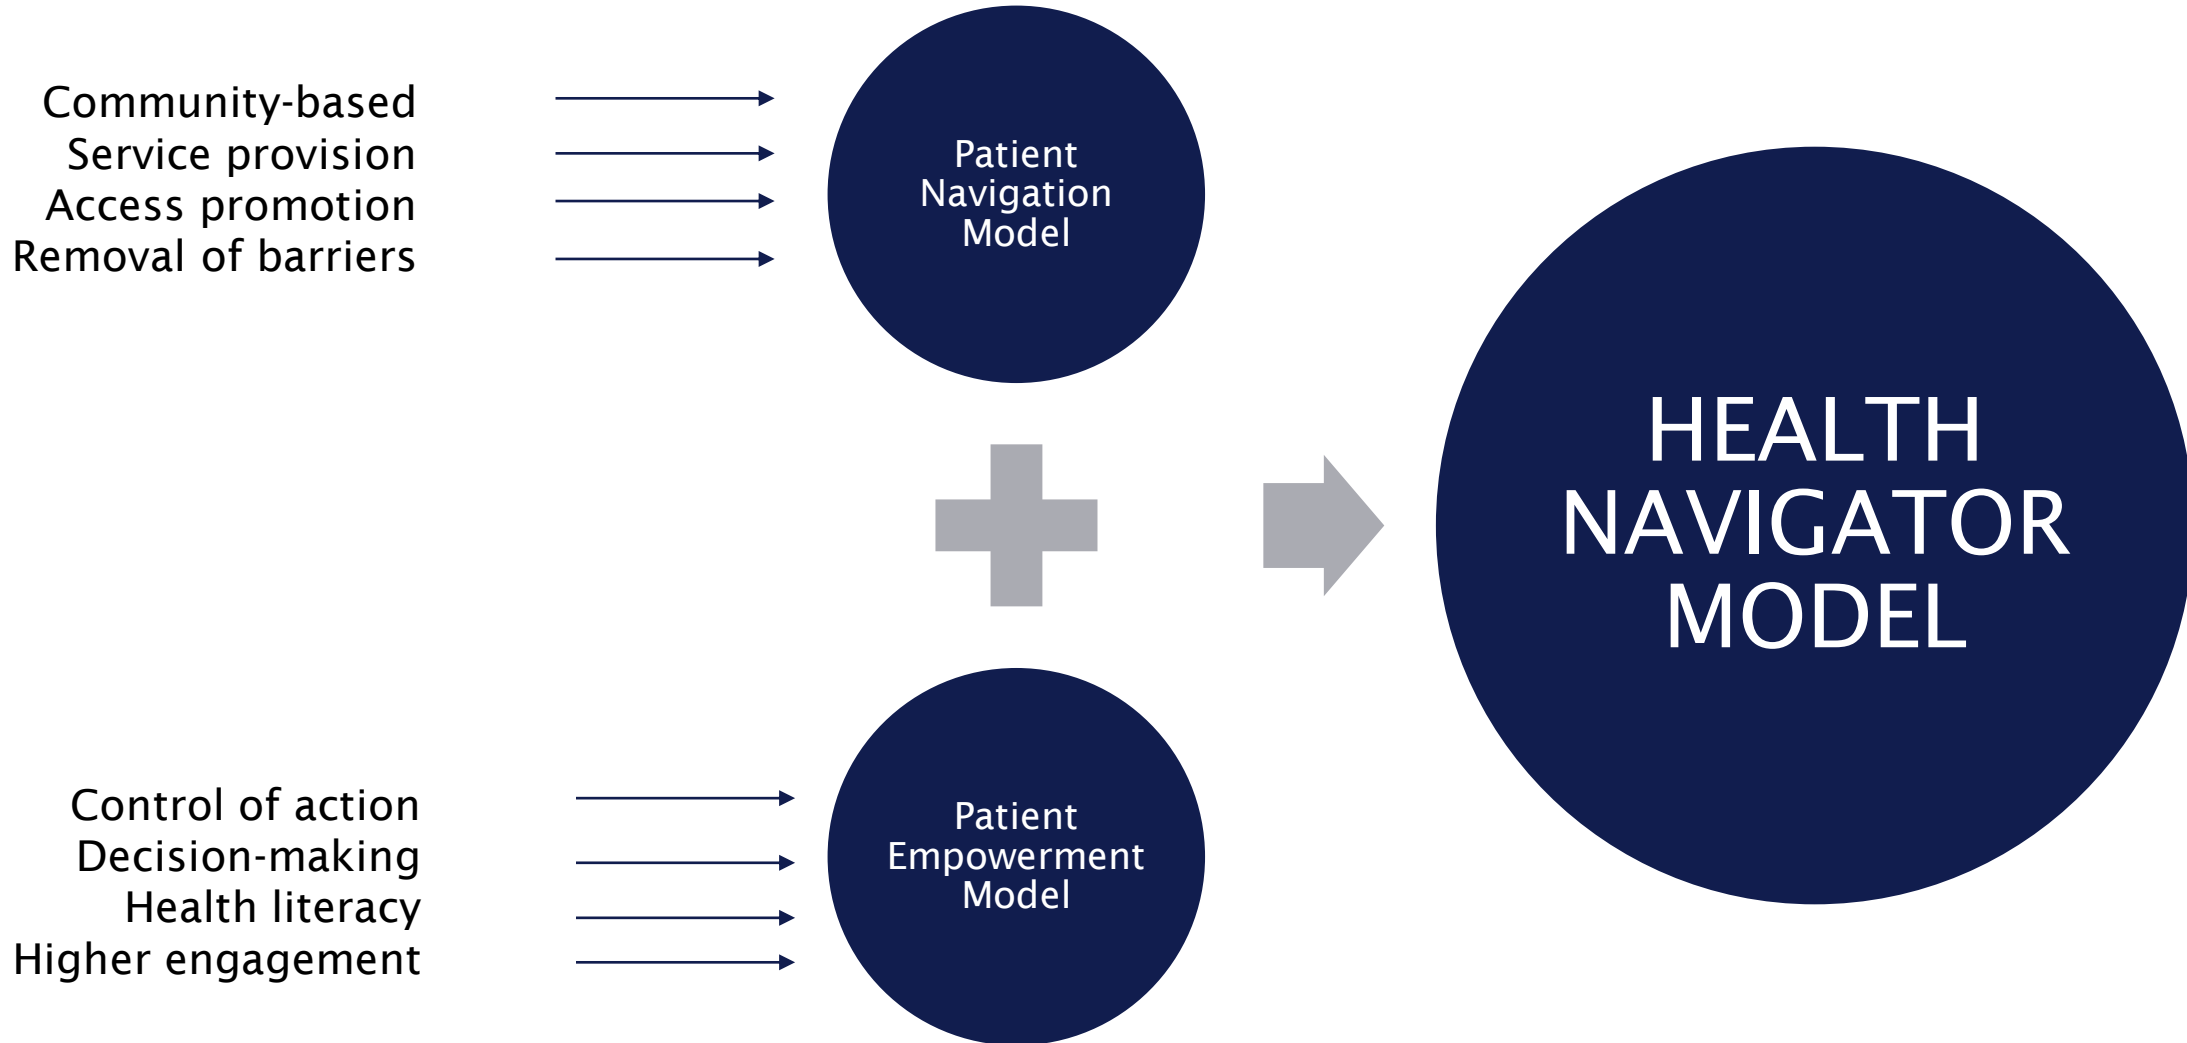 Community-based
Service provision
Access promotion
Removal of barriers
Patient
Navigation
Model
HEALTH
NAVIGATOR
MODEL
Control of action
Decision-making
Health literacy
Higher engagement
Patient
Empowerment
Model